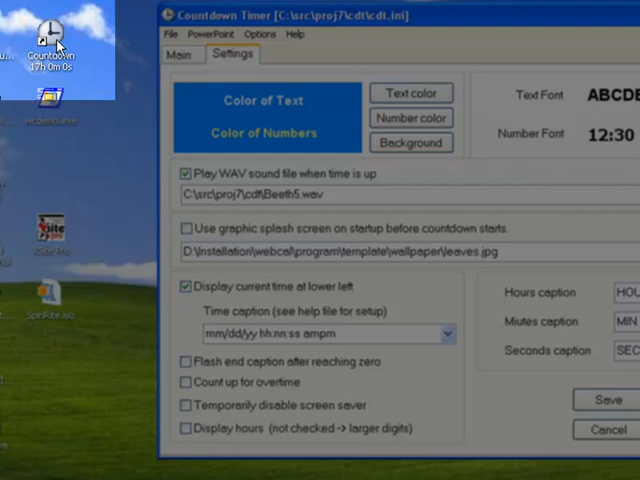 Countdown Timer [C:\src\proj7\cdt\cdt.ini]
File PowerPoint Options Help
Main Settings
Color of Text
Color of Numbers
Text color
Number color
Background
Text Font ABCDE
Number Font 12:30
Play WAV sound file when time is up
C:\src\proj7\cdt\Beeth5.wav
Use graphic splash screen on startup before countdown starts.
D:\Installation\webcal\program\template\wallpaper\leaves.jpg
Display current time at lower left
Time caption (see help file for setup)
mm/dd/yy hh:nn:ss ampm
Flash end caption after reaching zero
Count up for overtime
Temporarily disable screen saver
Display hours (not checked -> larger digits)
Hours caption HOU
Miutes caption MIN
Seconds caption SEC
Save
Cancel
Countdown
17h 0m 0s
XSite Pro
SpinRite.iso